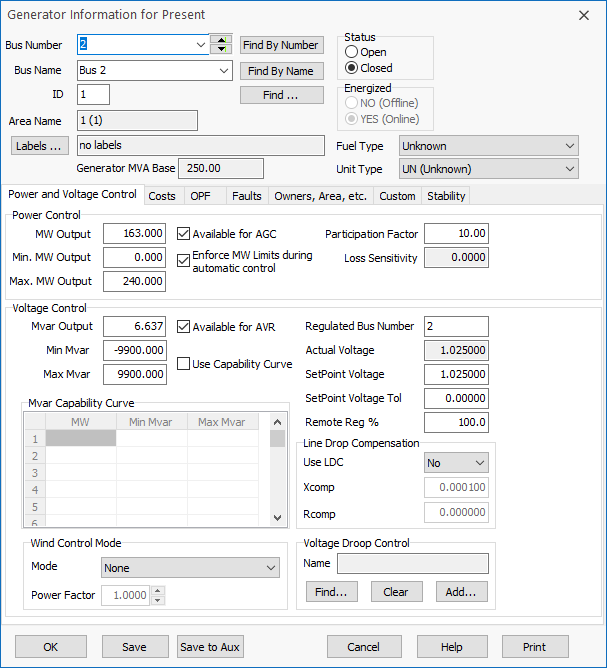 Generator Information for Present
Bus Number 2 Find By Number
Bus Name Bus 2 Find By Name
ID 1 Find ...
Area Name 1 (1)
Labels ... no labels
Generator MVA Base 250.00
Status
Open
Closed
Energized
NO (Offline)
YES (Online)
Fuel Type Unknown
Unit Type UN (Unknown)
Power and Voltage Control Costs OPF Faults Owners, Area, etc. Custom Stability
Power Control
MW Output 163.000 Available for AGC Participation Factor 10.00
Min. MW Output 0.000 Enforce MW Limits during automatic control Loss Sensitivity 0.0000
Max. MW Output 240.000
Voltage Control
Mvar Output 6.637 Available for AVR Regulated Bus Number 2
Min Mvar -9900.000 Actual Voltage 1.025000
Max Mvar 9900.000 Use Capability Curve SetPoint Voltage 1.025000
SetPoint Voltage Tol 0.00000
Remote Reg % 100.0
Mvar Capability Curve
MW Min Mvar Max Mvar
1
2
3
4
5
6
Line Drop Compensation
Use LDC No
Xcomp 0.000100
Rcomp 0.000000
Wind Control Mode
Mode None
Power Factor 1.0000
Voltage Droop Control
Name
Find... Clear Add...
OK Save Save to Aux Cancel Help Print